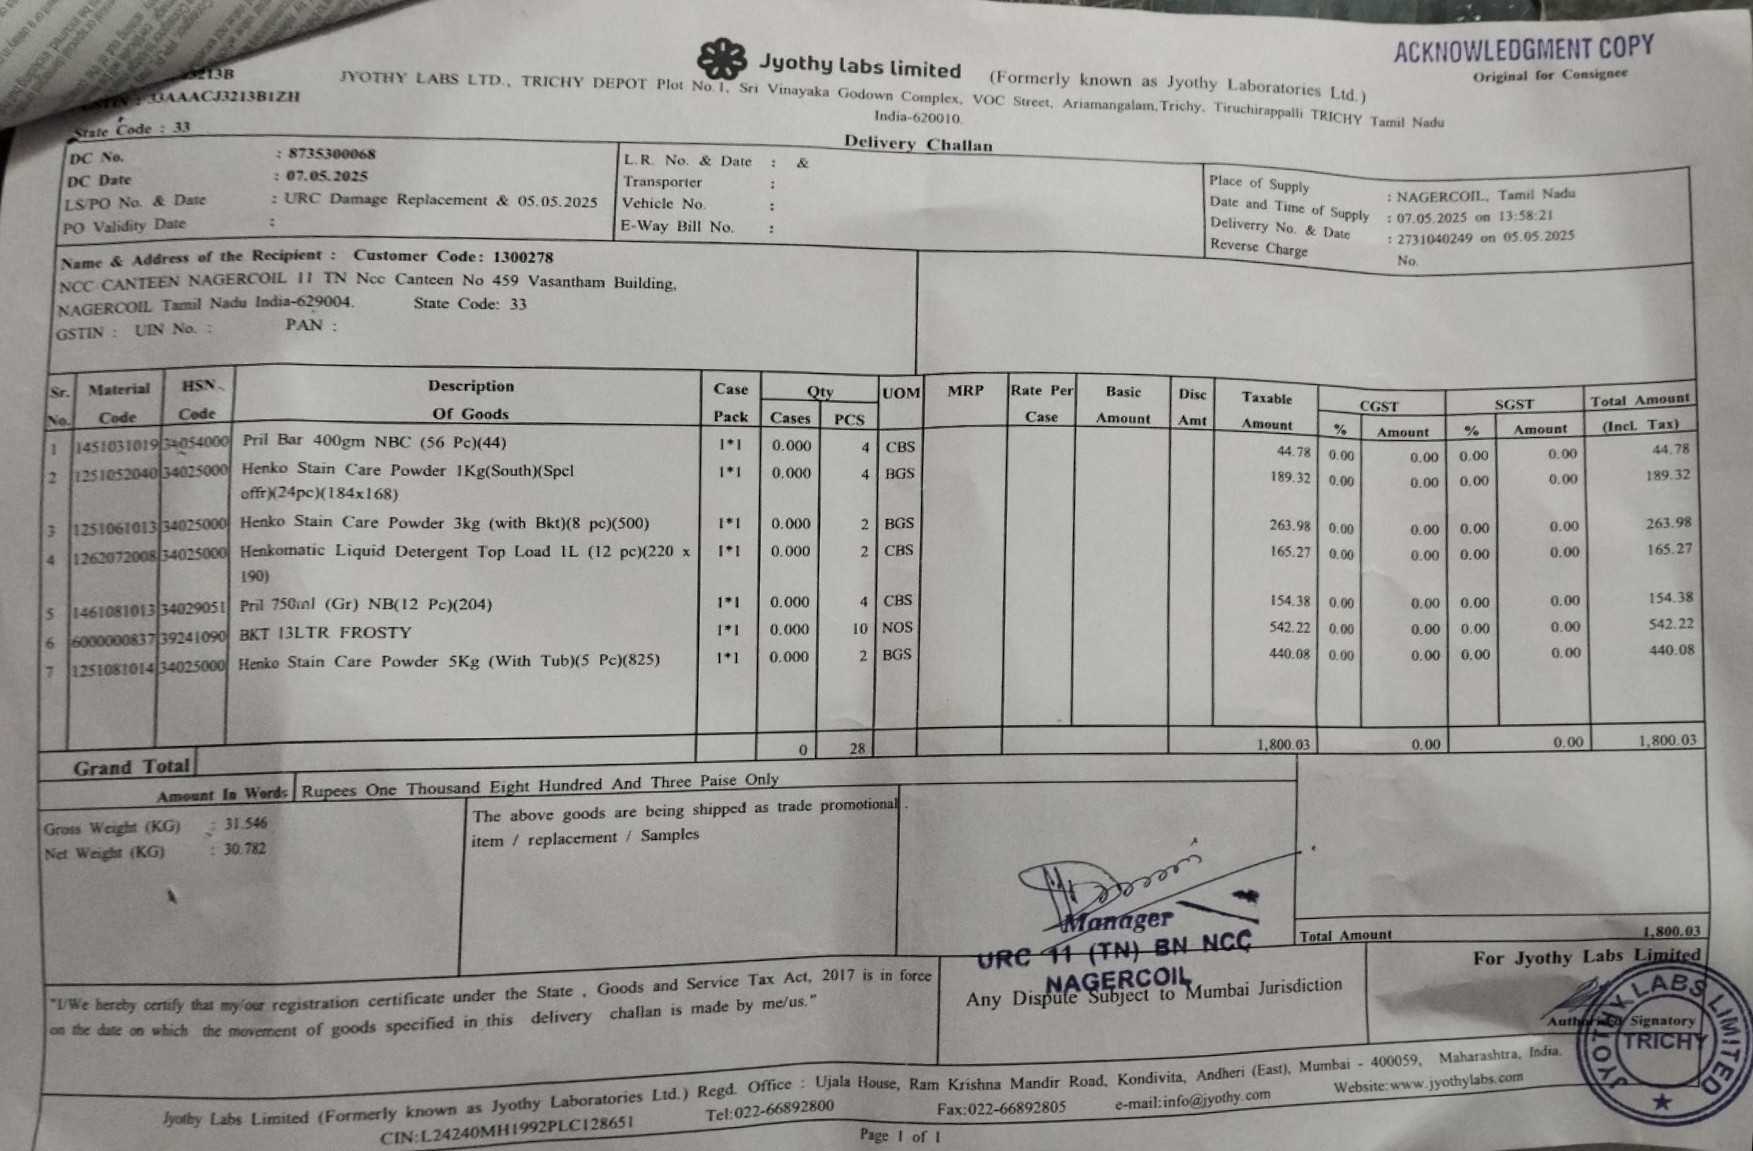 ACKNOWLEDGMENT COPY
Original for Consignee
Jyothy labs limited (Formerly known as Jyothy Laboratories Ltd.)
3213B
GSTIN : 33AAACJ3213B1ZH
JYOTHY LABS LTD., TRICHY DEPOT Plot No.1, Sri Vinayaka Godown Complex, VOC Street, Ariamangalam,Trichy, Tiruchirappalli TRICHY Tamil Nadu
India-620010.
State Code : 33
Delivery Challan
DC No. : 8735300068
DC Date : 07.05.2025
LS/PO No. & Date : URC Damage Replacement & 05.05.2025
PO Validity Date :
L.R. No. & Date : &
Transporter :
Vehicle No. :
E-Way Bill No. :
Place of Supply : NAGERCOIL, Tamil Nadu
Date and Time of Supply : 07.05.2025 on 13:58:21
Deliverry No. & Date : 2731040249 on 05.05.2025
Reverse Charge No.
Name & Address of the Recipient : Customer Code: 1300278
NCC CANTEEN NAGERCOIL 11 TN Ncc Canteen No 459 Vasantham Building,
NAGERCOIL Tamil Nadu India-629004. State Code: 33
GSTIN : UIN No. : PAN :
Sr. Material HSN Description Case Qty UOM MRP Rate Per Basic Disc Taxable CGST SGST Total Amount
No. Code Code Of Goods Pack Cases PCS Case Amount Amt Amount % Amount % Amount (Incl. Tax)
1 1451031019 34054000 Pril Bar 400gm NBC (56 Pc)(44) 1*1 0.000 4 CBS 44.78 0.00 0.00 0.00 0.00 44.78
2 1251052040 34025000 Henko Stain Care Powder 1Kg(South)(Spcl 1*1 0.000 4 BGS 189.32 0.00 0.00 0.00 0.00 189.32
offr)(24pc)(184x168)
3 1251061013 34025000 Henko Stain Care Powder 3kg (with Bkt)(8 pc)(500) 1*1 0.000 2 BGS 263.98 0.00 0.00 0.00 0.00 263.98
4 1262072008 34025000 Henkomatic Liquid Detergent Top Load 1L (12 pc)(220 x 1*1 0.000 2 CBS 165.27 0.00 0.00 0.00 0.00 165.27
190)
5 1461081013 34029051 Pril 750ml (Gr) NB(12 Pc)(204) 1*1 0.000 4 CBS 154.38 0.00 0.00 0.00 0.00 154.38
6 6000000837 39241090 BKT 13LTR FROSTY 1*1 0.000 10 NOS 542.22 0.00 0.00 0.00 0.00 542.22
7 1251081014 34025000 Henko Stain Care Powder 5Kg (With Tub)(5 Pc)(825) 1*1 0.000 2 BGS 440.08 0.00 0.00 0.00 0.00 440.08
Grand Total 0 28 1,800.03 0.00 0.00 1,800.03
Amount In Words Rupees One Thousand Eight Hundred And Three Paise Only
Gross Weight (KG) : 31.546
Net Weight (KG) : 30.782
The above goods are being shipped as trade promotional
item / replacement / Samples
Manager
URC 11 (TN) BN NCC
NAGERCOIL
Total Amount 1,800.03
"I/We hereby certify that my/our registration certificate under the State , Goods and Service Tax Act, 2017 is in force
on the date on which the movement of goods specified in this delivery challan is made by me/us."
Any Dispute Subject to Mumbai Jurisdiction
For Jyothy Labs Limited
Authorised Signatory
JYOTHY LABS LIMITED
TRICHY
Jyothy Labs Limited (Formerly known as Jyothy Laboratories Ltd.) Regd. Office : Ujala House, Ram Krishna Mandir Road, Kondivita, Andheri (East), Mumbai - 400059, Maharashtra, India.
CIN:L24240MH1992PLC128651 Tel:022-66892800 Fax:022-66892805 e-mail:info@jyothy.com Website:www.jyothylabs.com
Page 1 of 1